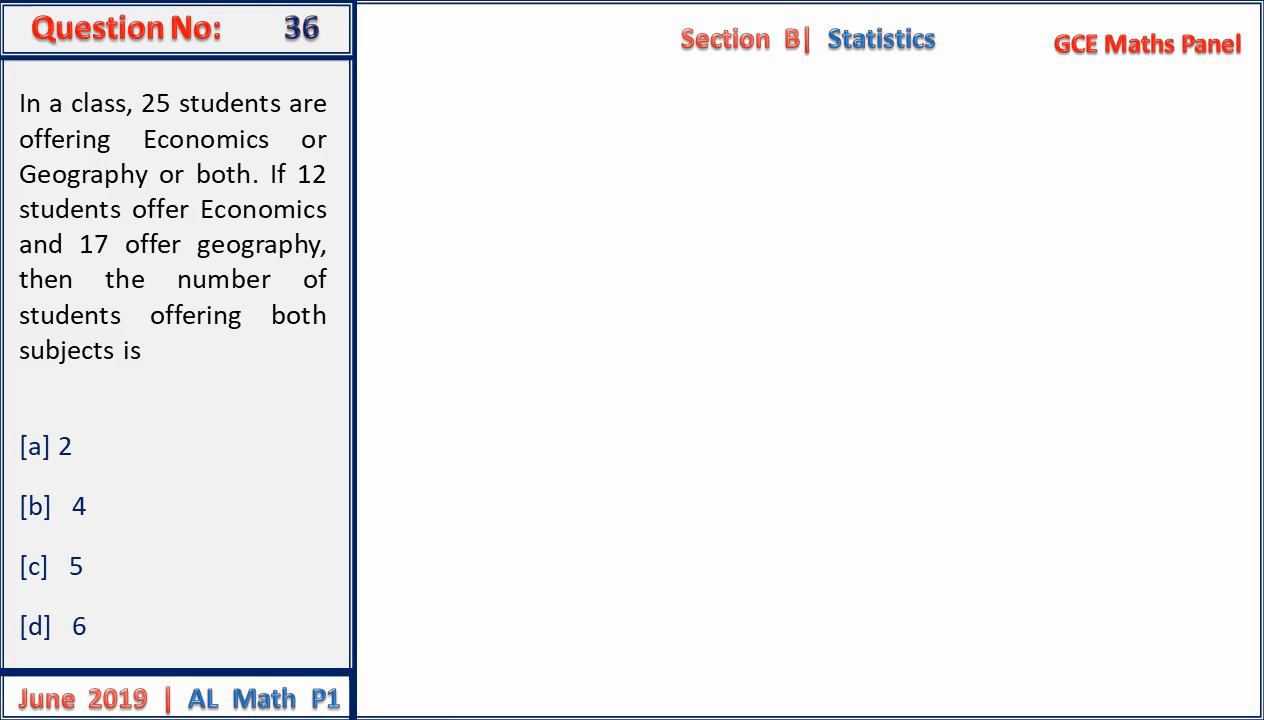 Question No: 36
Section B| Statistics
GCE Maths Panel
In a class, 25 students are
offering Economics or
Geography or both. If 12
students offer Economics
and 17 offer geography,
then the number of
students offering both
subjects is
[a] 2
[b] 4
[c] 5
[d] 6
June 2019 | AL Math P1